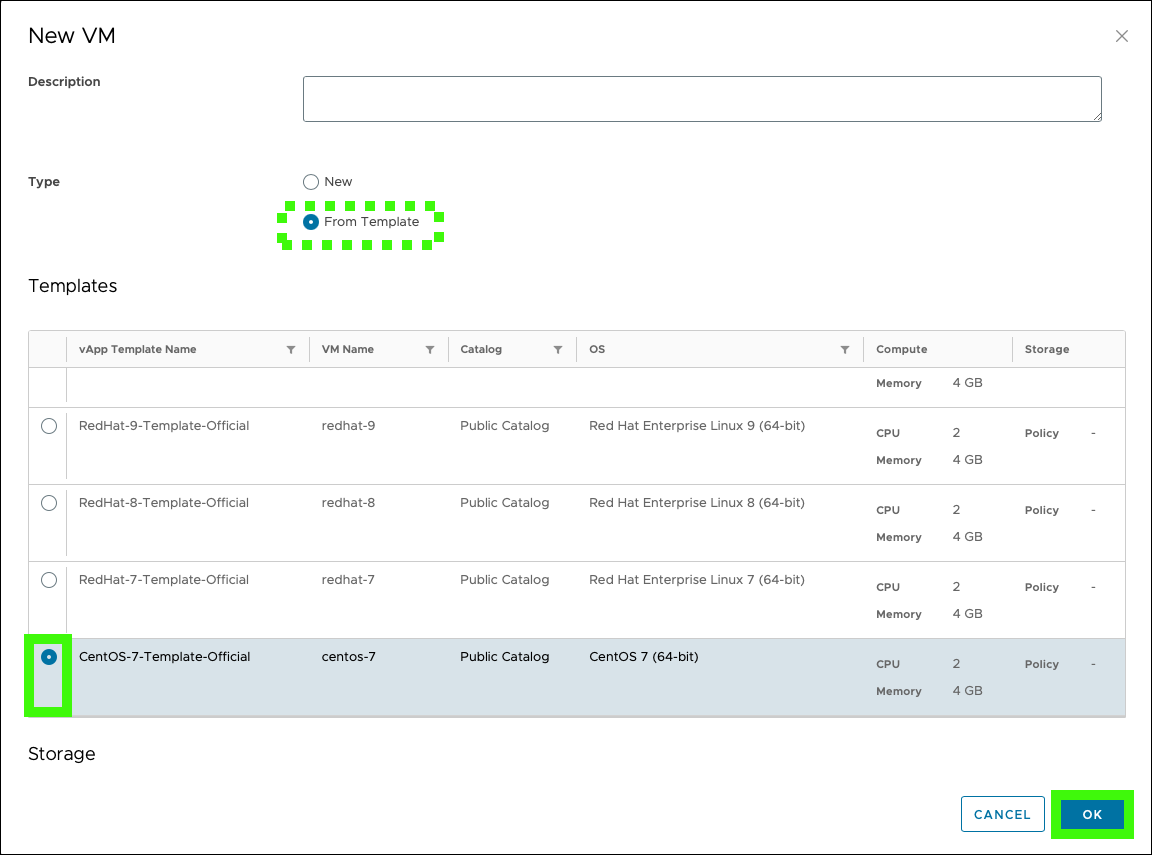 New VM
Description
Type
New
From Template
Templates
vApp Template Name VM Name Catalog OS Compute Storage
Memory 4 GB
RedHat-9-Template-Official redhat-9 Public Catalog Red Hat Enterprise Linux 9 (64-bit) CPU 2 Policy -
Memory 4 GB
RedHat-8-Template-Official redhat-8 Public Catalog Red Hat Enterprise Linux 8 (64-bit) CPU 2 Policy -
Memory 4 GB
RedHat-7-Template-Official redhat-7 Public Catalog Red Hat Enterprise Linux 7 (64-bit) CPU 2 Policy -
Memory 4 GB
CentOS-7-Template-Official centos-7 Public Catalog CentOS 7 (64-bit) CPU 2 Policy -
Memory 4 GB
Storage
CANCEL OK